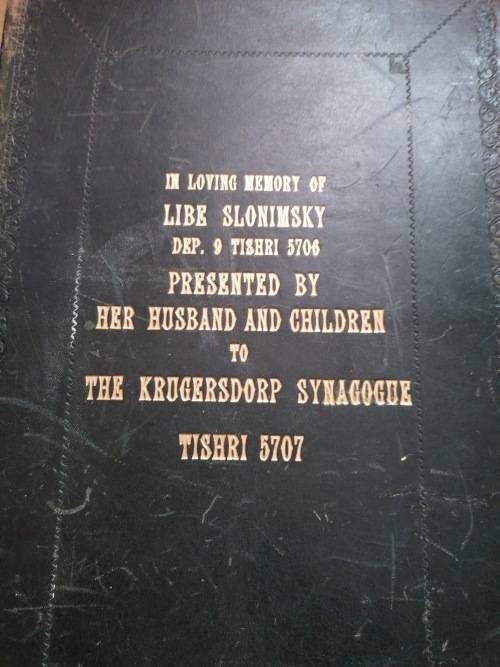 IN LOVING MEMORY OF
LIBE SLONIMSKY
DEP. 9 TISHRI 5706
PRESENTED BY
HER HUSBAND AND CHILDREN
TO
THE KRUGERSDORP SYNAGOGUE
TISHRI 5707